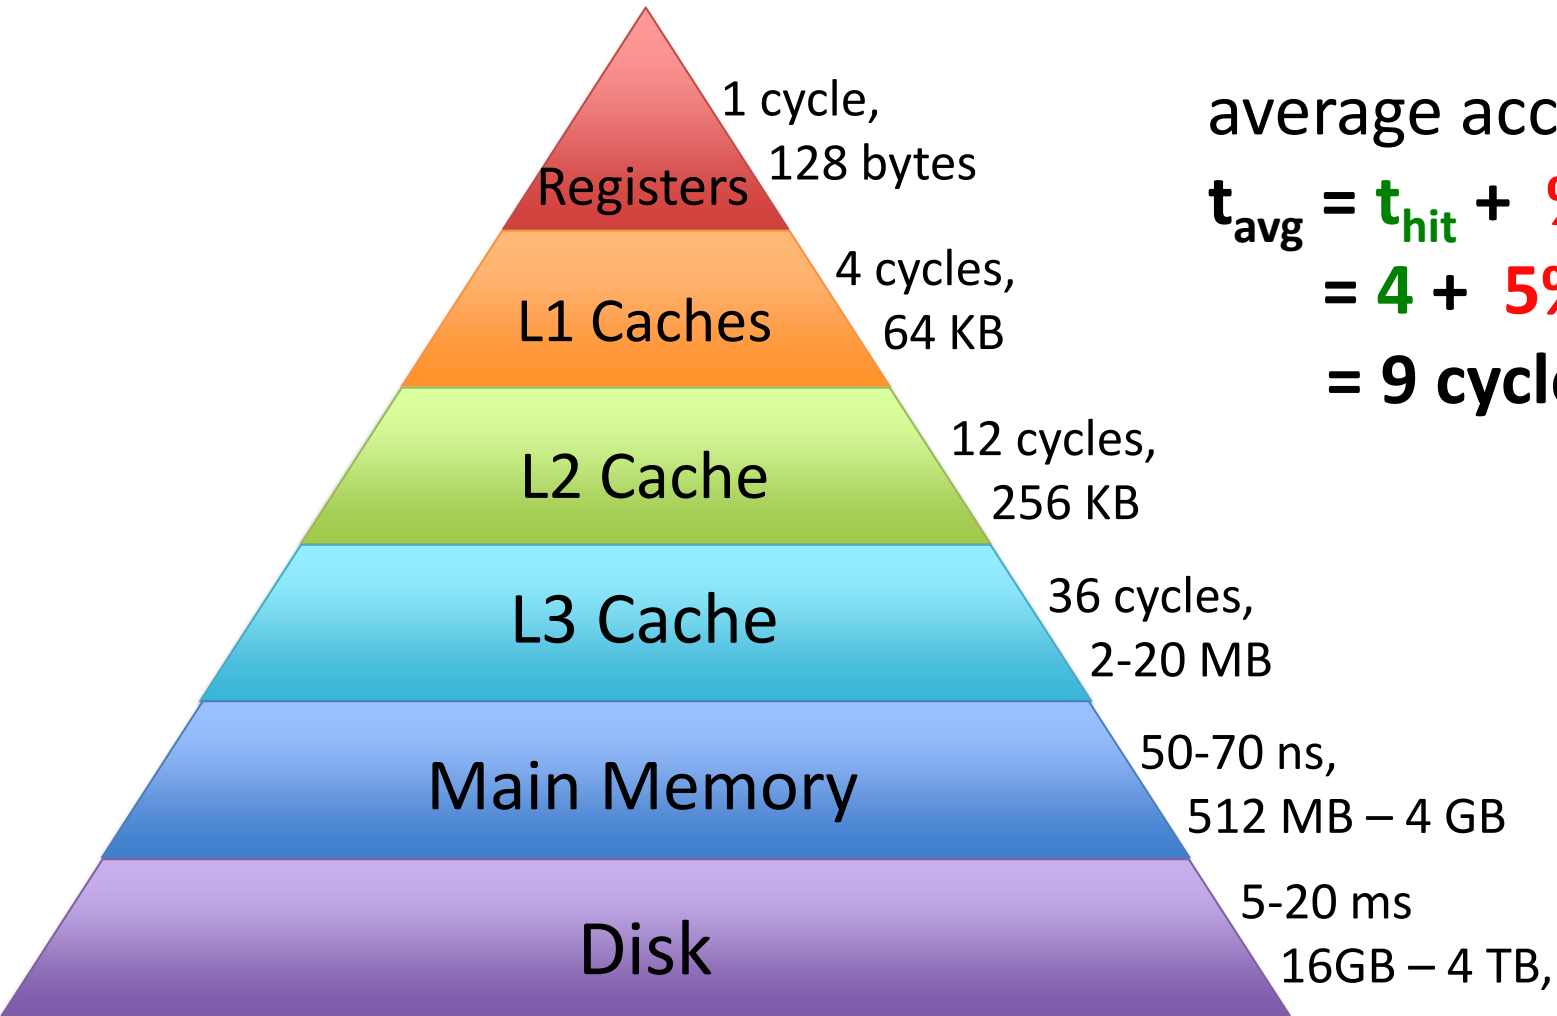 1 cycle,
128 bytes
Registers
4 cycles,
64 KB
L1 Caches
12 cycles,
256 KB
L2 Cache
36 cycles,
2-20 MB
L3 Cache
50-70 ns,
512 MB – 4 GB
Main Memory
5-20 ms
16GB – 4 TB,
Disk
average acc
tavg = thit + %
= 4 + 5%
= 9 cycl